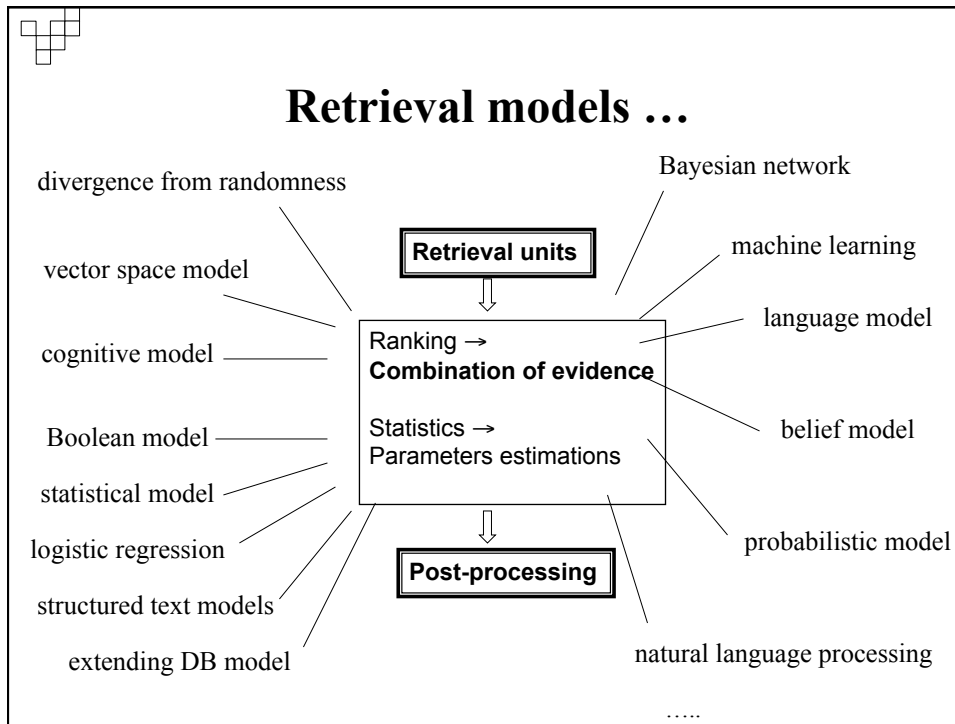 Retrieval models …
divergence from randomness
vector space model
cognitive model
Boolean model
statistical model
logistic regression
structured text models
extending DB model
Retrieval units
Ranking →
Combination of evidence
Statistics →
Parameters estimations
Post-processing
Bayesian network
machine learning
language model
belief model
probabilistic model
natural language processing
…..